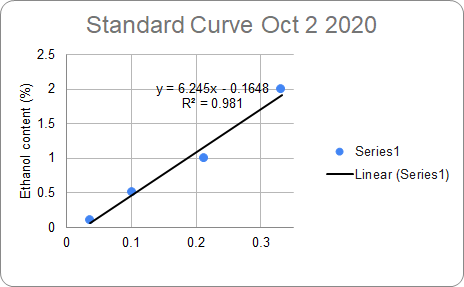 Standard Curve Oct 2 2020
2.5
2
1.5
1
0.5
0
Ethanol content (%)
y = 6.245x - 0.1648
R² = 0.981
0 0.1 0.2 0.3
Series1
Linear (Series1)